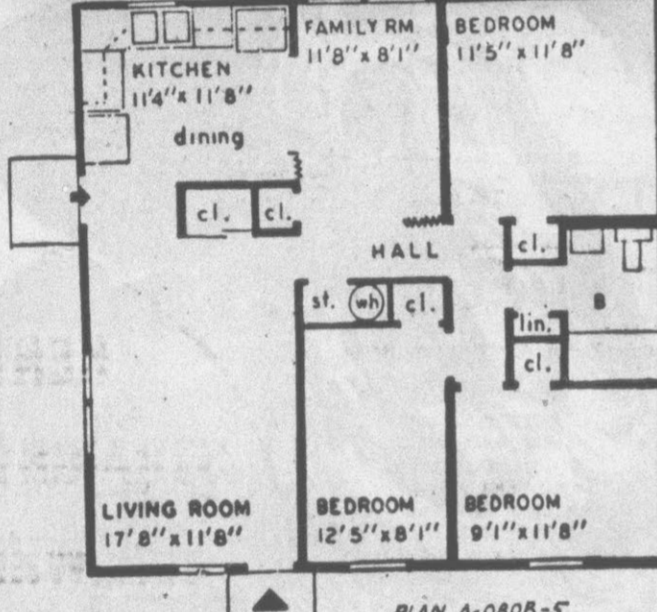 FAMILY RM
11'8" x 8'1"
BEDROOM
11'5" x 11'8"
KITCHEN
11'4" x 11'8"
dining
cl.
cl.
HALL
cl.
st.
wh
cl.
B
lin.
cl.
LIVING ROOM
17'8" x 11'8"
BEDROOM
12'5" x 8'1"
BEDROOM
9'1" x 11'8"
PLAN